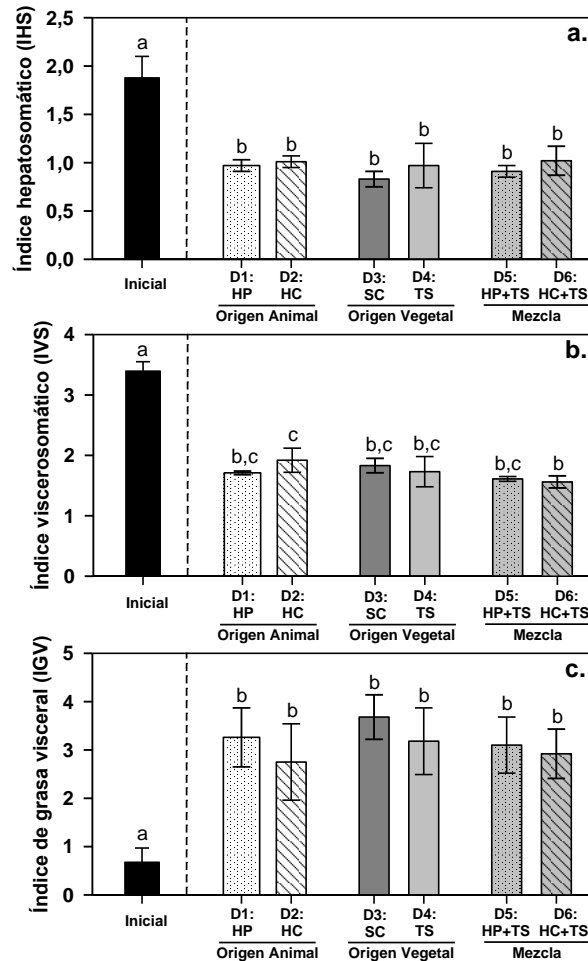 a.
Índice hepatosomático (IHS)
2,5
2,0
1,5
1,0
0,5
0,0
a
b
b
b
b
b
b
Inicial
D1: D2: D3: D4: D5: D6:
HP HC SC TS HP+TS HC+TS
Origen Animal Origen Vegetal Mezcla
b.
Índice viscerosomático (IVS)
4
3
2
1
0
a
b,c
c
b,c
b,c
b,c
b
Inicial
D1: D2: D3: D4: D5: D6:
HP HC SC TS HP+TS HC+TS
Origen Animal Origen Vegetal Mezcla
c.
Índice de grasa visceral (IGV)
5
4
3
2
1
0
a
b
b
b
b
b
b
Inicial
D1: D2: D3: D4: D5: D6:
HP HC SC TS HP+TS HC+TS
Origen Animal Origen Vegetal Mezcla